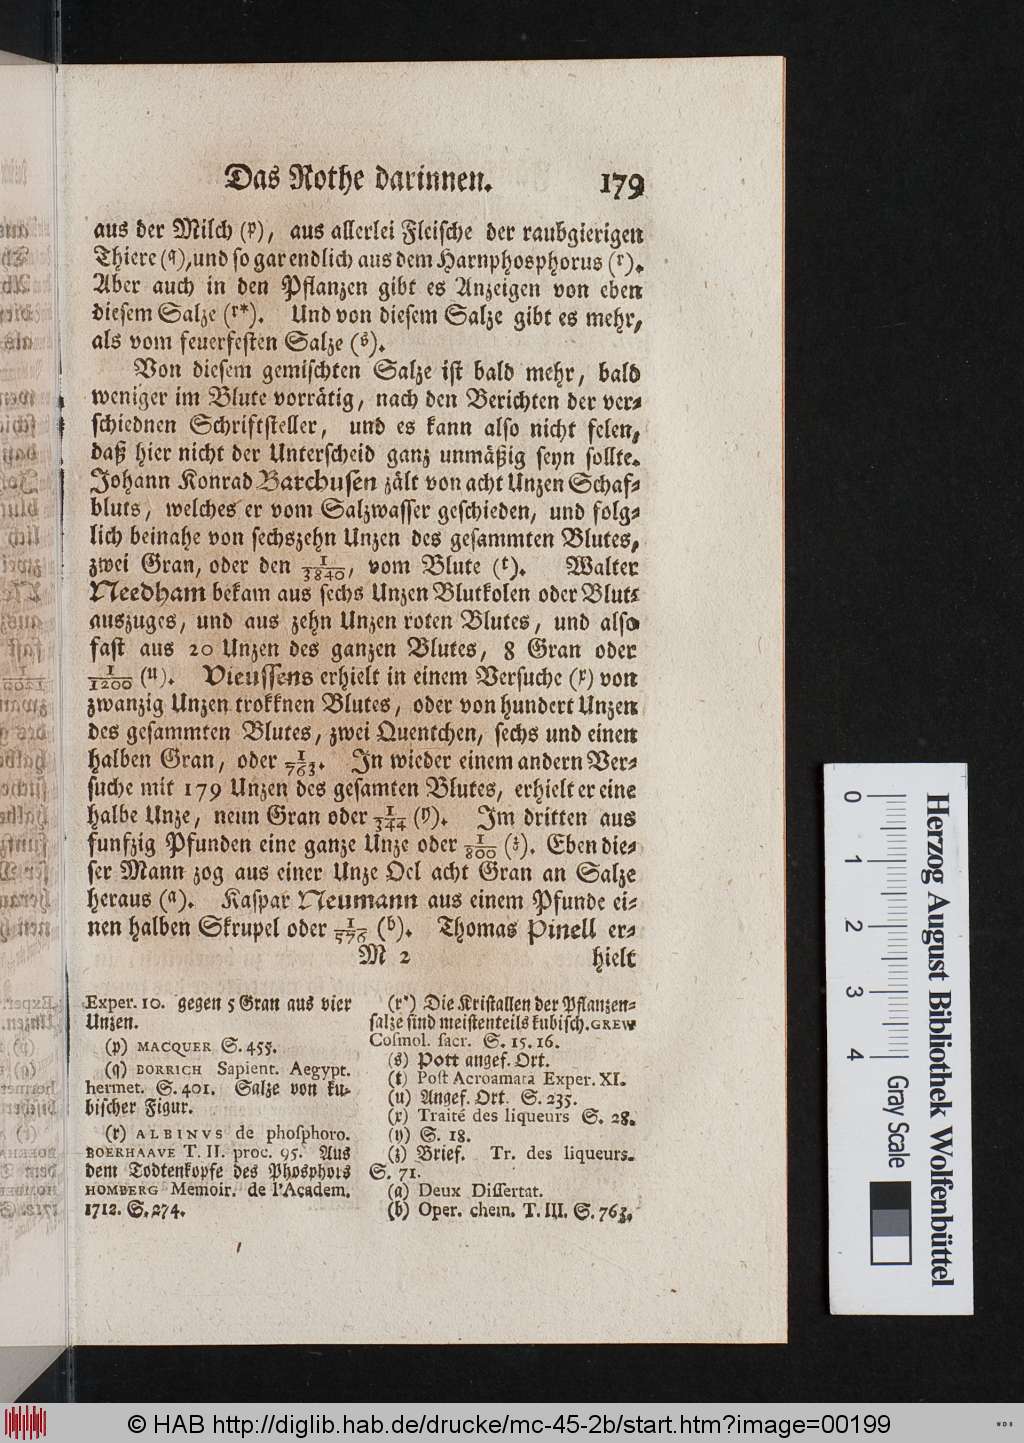 Das Rothe darinnen. 179
aus der Milch (p), aus allerlei Fleische der raubgierigen
Thiere (q), und so gar endlich aus dem Harnphosphorus (r).
Aber auch in den Pflanzen gibt es Anzeigen von eben
diesem Salze (r*). Und von diesem Salze gibt es mehr,
als vom feuerfesten Salze (s).
Von diesem gemischten Salze ist bald mehr, bald
weniger im Blute vorrätig, nach den Berichten der ver-
schiednen Schriftsteller, und es kann also nicht felen,
daß hier nicht der Unterscheid ganz unmäßig seyn sollte.
Johann Konrad Barchusen zält von acht Unzen Schaf-
bluts, welches er vom Salzwasser geschieden, und folg-
lich beinahe von sechszehn Unzen des gesammten Blutes,
zwei Gran, oder den 1/3840, vom Blute (t). Walter
Needham bekam aus sechs Unzen Blutkolen oder Blut-
auszuges, und aus zehn Unzen roten Blutes, und also
fast aus 20 Unzen des ganzen Blutes, 8 Gran oder
1/1200 (u). Vieussens erhielt in einem Versuche (x) von
zwanzig Unzen trokknen Blutes, oder von hundert Unzen
des gesammten Blutes, zwei Quentchen, sechs und einen
halben Gran, oder 1/763. In wieder einem andern Ver-
suche mit 179 Unzen des gesamten Blutes, erhielt er eine
halbe Unze, neun Gran oder 1/344 (y). Im dritten aus
funfzig Pfunden eine ganze Unze oder 1/800 (z). Eben die-
ser Mann zog aus einer Unze Oel acht Gran an Salze
heraus (a). Kaspar Neumann aus einem Pfunde ei-
nen halben Skrupel oder 1/576 (b). Thomas Pinell er-
M 2 hielt
Exper. 10. gegen 5 Gran aus vier
Unzen.
(p) MACQUER S. 455.
(q) BORRICH Sapient. Aegypt.
hermet. S. 401. Salze von ku-
bischer Figur.
(r) ALBINVS de phosphoro.
BOERHAAVE T. II. proc. 95. Aus
dem Todtenkopfe des Phosphors
HOMBERG Memoir. de l'Academ.
1712. S. 274.
(r*) Die Kristallen der Pflanzen-
salze sind meistenteils kubisch. GREW
Cosmol. sacr. S. 15. 16.
(s) Pott angef. Ort.
(t) Post Acroamara Exper. XI.
(u) Angef. Ort. S. 235.
(x) Traité des liqueurs S. 28.
(y) S. 18.
(z) Brief. Tr. des liqueurs.
S. 71.
(a) Deux Dissertat.
(b) Oper. chem. T. III. S. 763.
0 1 2 3 4
Herzog August Bibliothek Wolfenbüttel
Gray Scale
© HAB http://diglib.hab.de/drucke/mc-45-2b/start.htm?image=00199